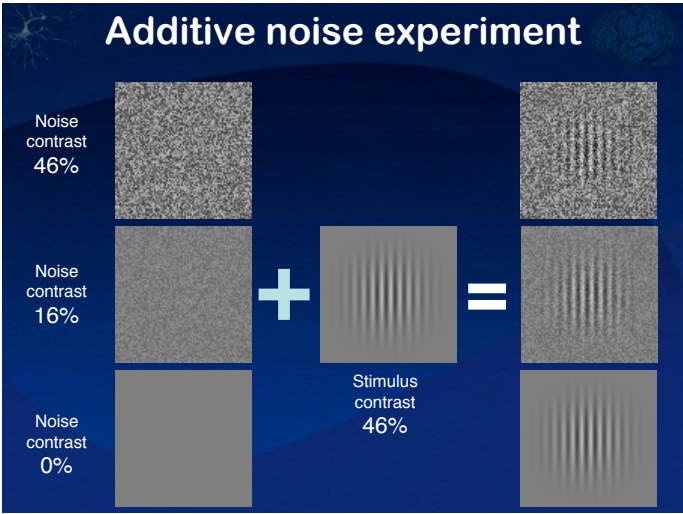 Additive noise experiment
Noise
contrast
46%
Noise
contrast
16%
+
=
Stimulus
contrast
46%
Noise
contrast
0%